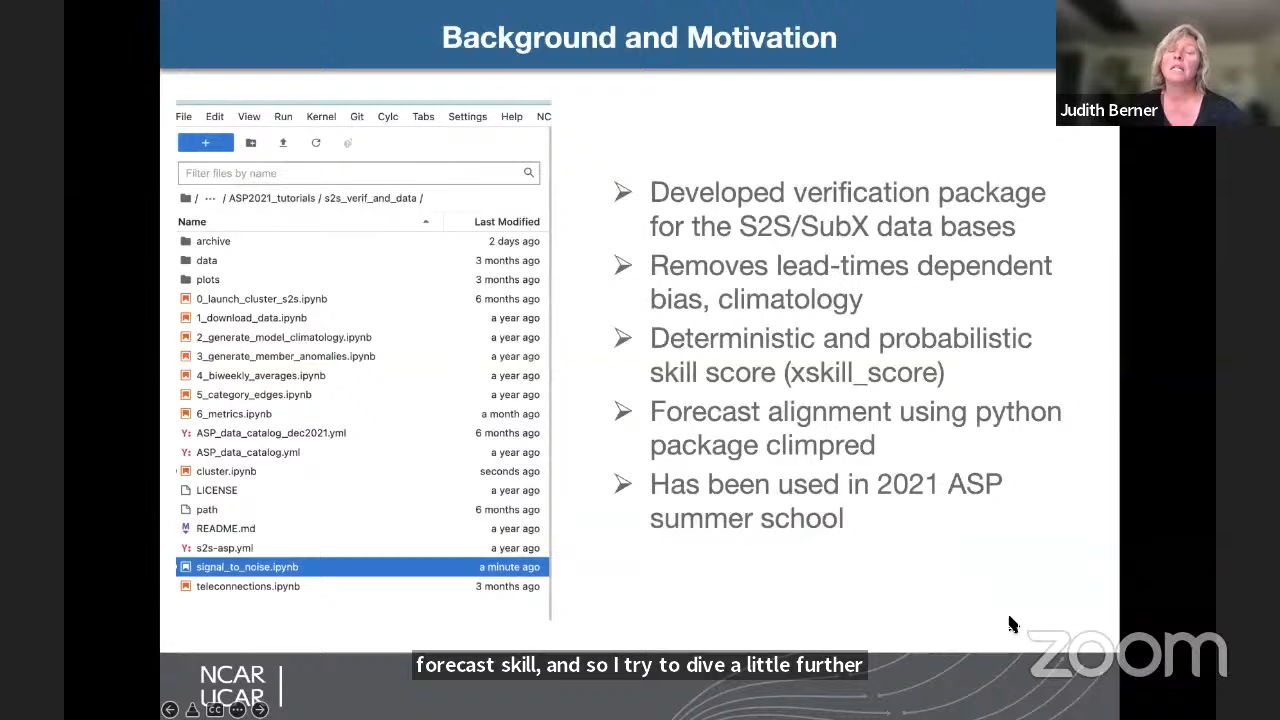 Background and Motivation
Judith Berner
File Edit View Run Kernel Git Cylc Tabs Settings Help NC
+
Filter files by name
/ ··· / ASP2021_tutorials / s2s_verif_and_data /
Name Last Modified
archive 2 days ago
data 3 months ago
plots 3 months ago
0_launch_cluster_s2s.ipynb 6 months ago
1_download_data.ipynb a year ago
2_generate_model_climatology.ipynb a year ago
3_generate_member_anomalies.ipynb a year ago
4_biweekly_averages.ipynb a year ago
5_category_edges.ipynb a year ago
6_metrics.ipynb a month ago
Y: ASP_data_catalog_dec2021.yml 6 months ago
Y: ASP_data_catalog.yml a year ago
cluster.ipynb seconds ago
LICENSE a year ago
path 6 months ago
README.md a year ago
Y: s2s-asp.yml a year ago
signal_to_noise.ipynb a minute ago
teleconnections.ipynb 3 months ago
➢ Developed verification package
for the S2S/SubX data bases
➢ Removes lead-times dependent
bias, climatology
➢ Deterministic and probabilistic
skill score (xskill_score)
➢ Forecast alignment using python
package climpred
➢ Has been used in 2021 ASP
summer school
forecast skill, and so I try to dive a little further
NCAR
UCAR
CC
zoom